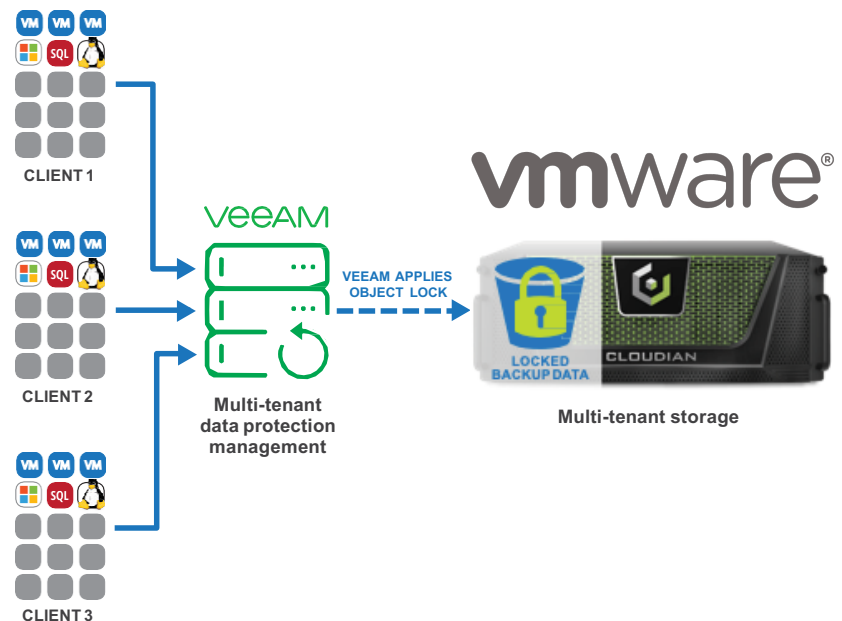 VM VM VM
SQL
CLIENT 1
VM VM VM
SQL
CLIENT 2
VM VM VM
SQL
CLIENT 3
veeAM
Multi-tenant
data protection
management
VEEAM APPLIES
OBJECT LOCK
vmware®
LOCKED
BACKUP DATA
CLOUDIAN
Multi-tenant storage